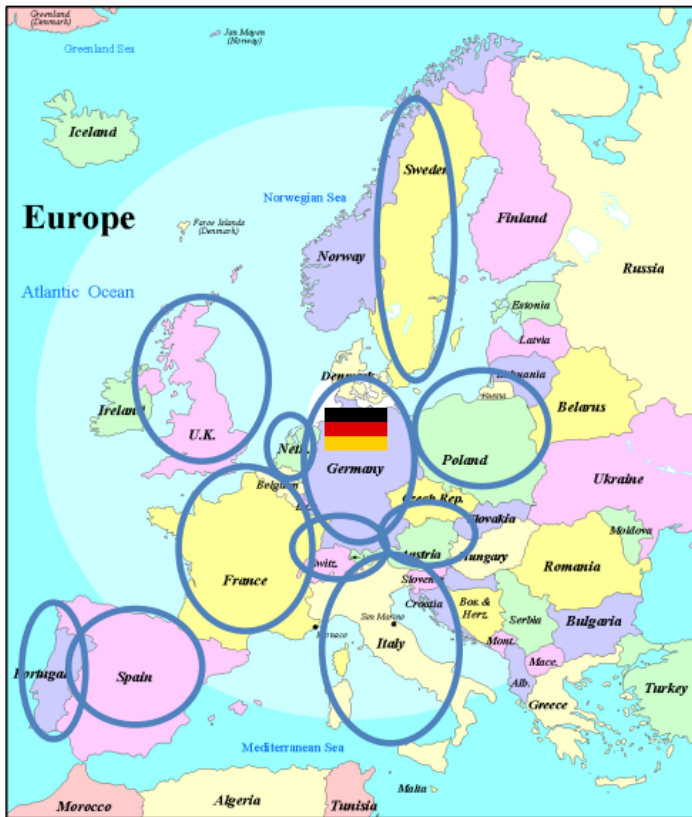 Greenland
(Denmark)
Jan Mayen
(Norway)
Greenland Sea
Iceland
Sweden
Norwegian Sea
Finland
Europe
Faroe Islands
(Denmark)
Norway
Russia
Atlantic Ocean
Estonia
Latvia
Lithuania
Denmark
Russia
Ireland
Belarus
U.K.
Neth.
Poland
Germany
Belgium
Ukraine
Czech Rep.
Slovakia
Moldova
Austria
Hungary
Switz.
France
Romania
Slovenia
Croatia
Bos. &
Herz.
San Marino
Serbia
Bulgaria
Monaco
Italy
Mont.
Portugal
Spain
Mace.
Alb.
Turkey
Greece
Mediterranean Sea
Malta
Algeria
Morocco
Tunisia